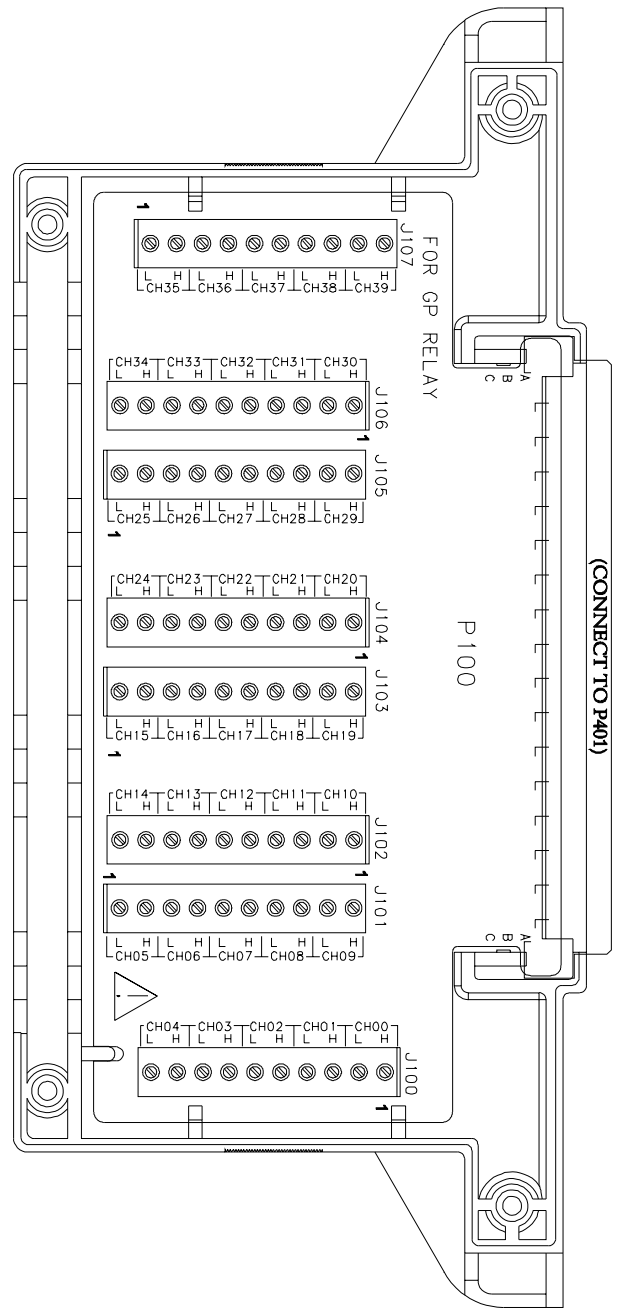 J107
FOR GP RELAY
1
L H L H L H L H L H
CH35 CH36 CH37 CH38 CH39
CH34 CH33 CH32 CH31 CH30
L H L H L H L H L H
J106
1
C B A
J105
L H L H L H L H L H
CH25 CH26 CH27 CH28 CH29
1
(CONNECT TO P401)
CH24 CH23 CH22 CH21 CH20
L H L H L H L H L H
J104
1
P100
J103
L H L H L H L H L H
CH15 CH16 CH17 CH18 CH19
1
CH14 CH13 CH12 CH11 CH10
L H L H L H L H L H
J102
1
1
J101
L H L H L H L H L H
CH05 CH06 CH07 CH08 CH09
C B A
!
CH04 CH03 CH02 CH01 CH00
L H L H L H L H L H
J100
1